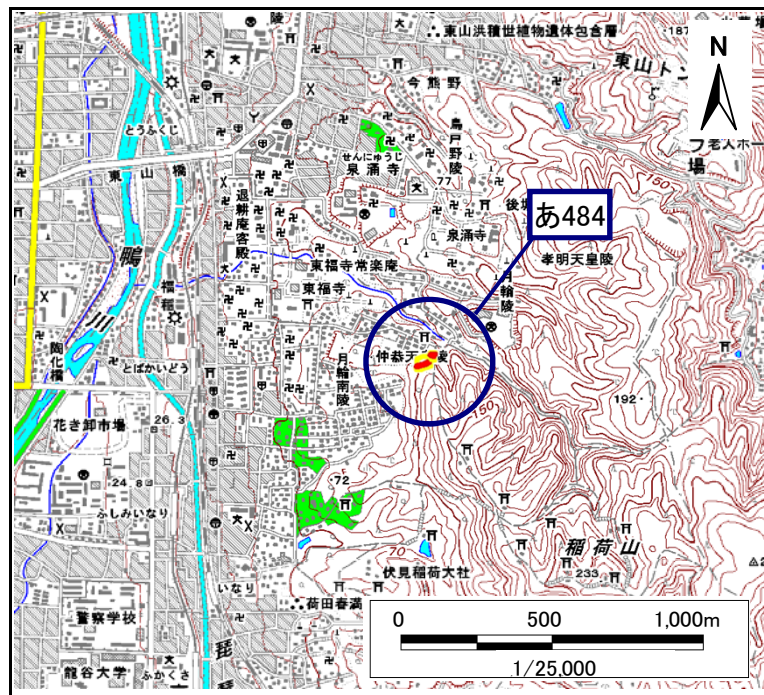 東山洪積世植物遺体包含層
187
N
今熊野
東山トン
とうふくじ
鳥戸野陵
せんにゅうじ
泉涌寺
77
老人ホー
場
150
東山橋
退耕庵客殿
後堀
あ484
泉涌寺
孝明天皇陵
鴨
川
東福寺常楽庵
月輪陵
福稲
東福寺
仲恭天皇陵
陶化橋
とばかいどう
月輪南陵
192
150
花き卸市場
26.3
24.8
72
ふしみいなり
稲荷山
70
伏見稲荷大社
233
いなり
荷田春満
警察学校
琵
龍谷大学
ふかくさ
0 500 1,000m
1/25,000